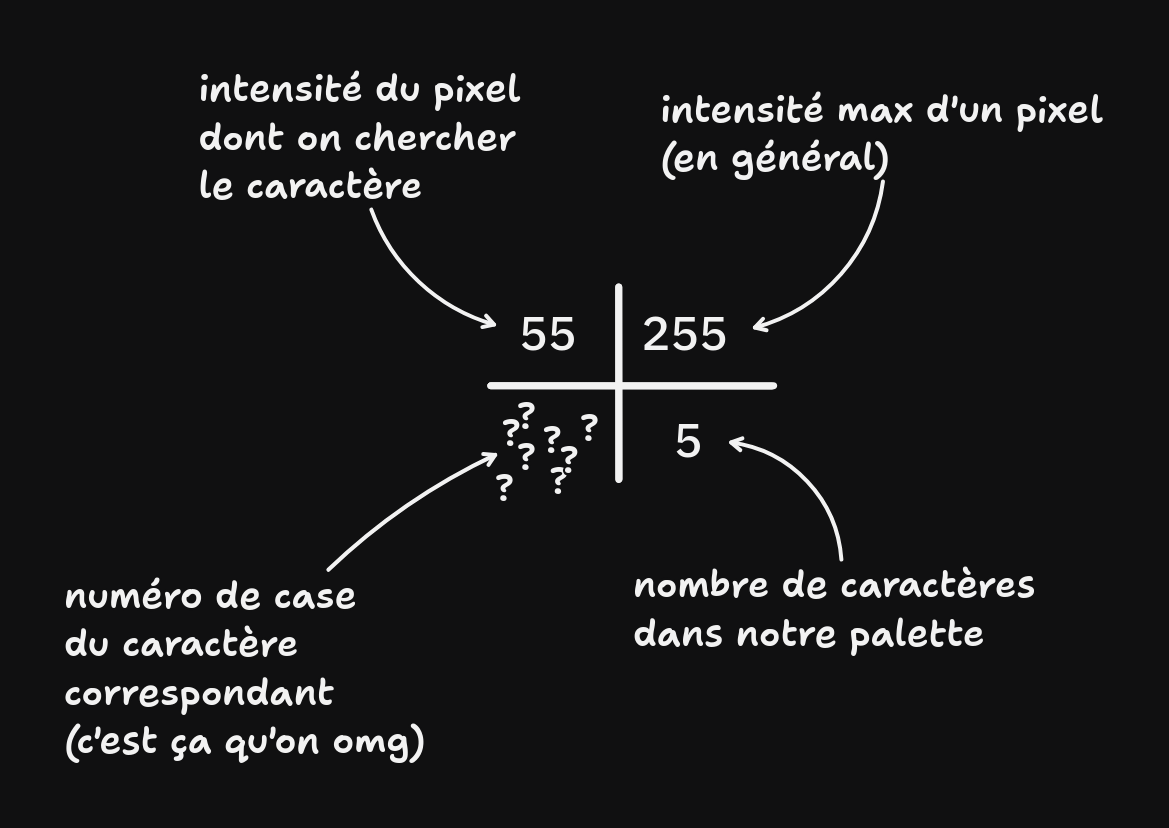 intensité du pixel
dont on chercher
le caractère
intensité max d'un pixel
(en général)
55
255
? ? ? ? ? ? ? ?
5
numéro de case
du caractère
correspondant
(c'est ça qu'on omg)
nombre de caractères
dans notre palette